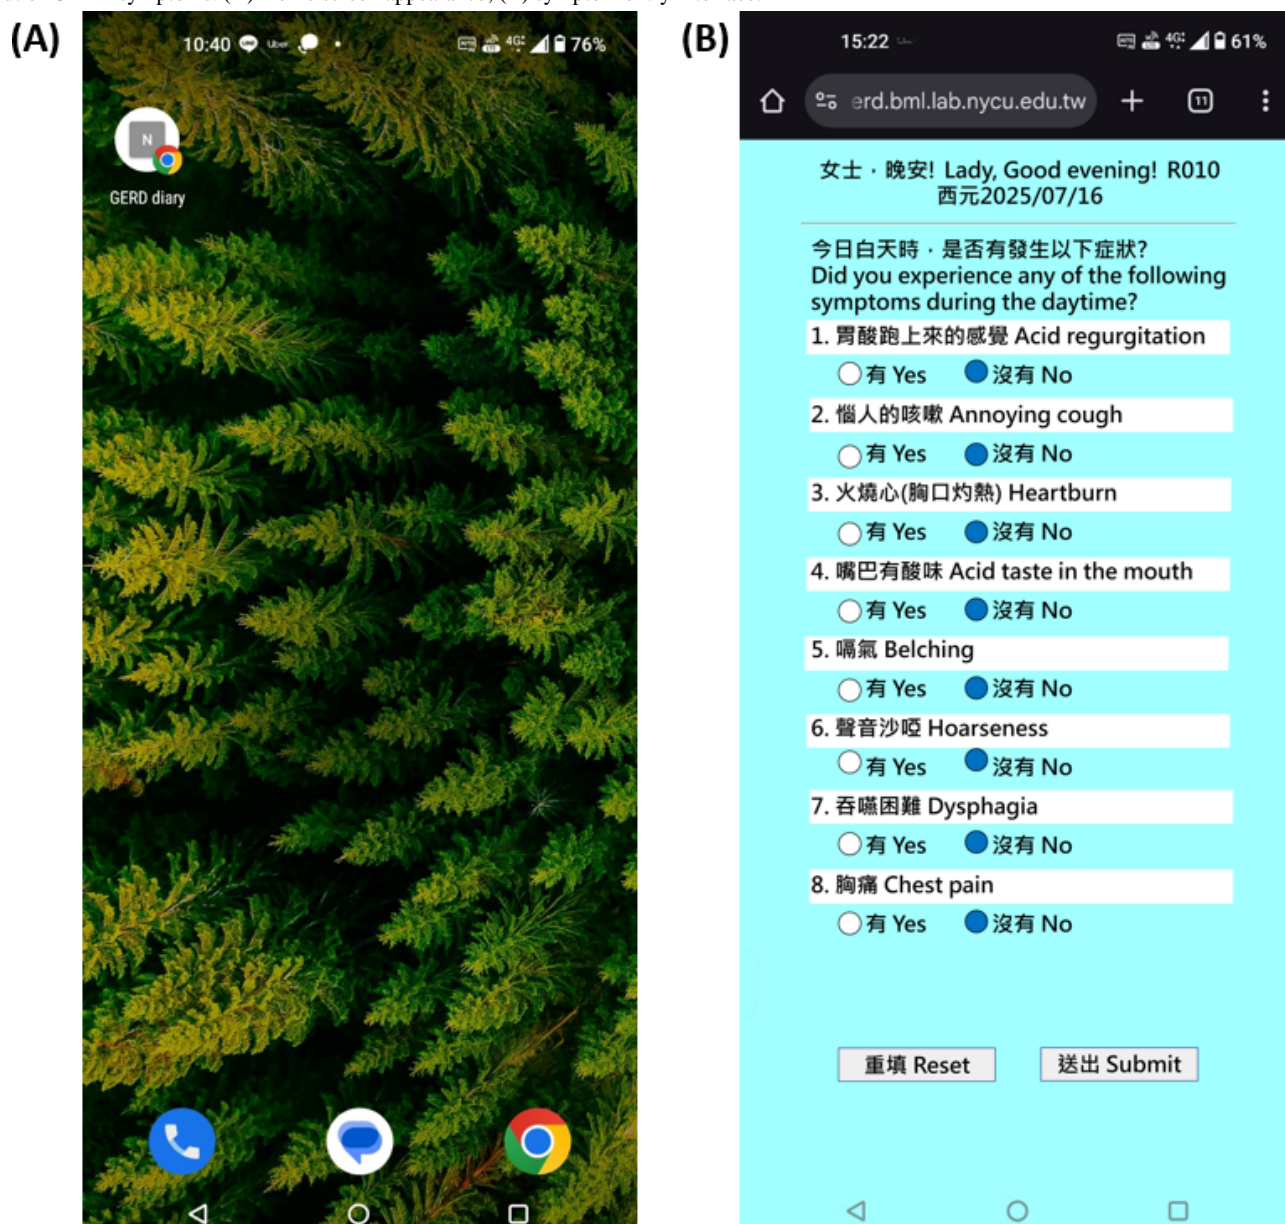 (A)
(B)
10:40 Uber 4G 76%
N
GERD diary
15:22 4G 61%
erd.bml.lab.nycu.edu.tw 11
女士，晚安! Lady, Good evening! R010
西元2025/07/16
今日白天時，是否有發生以下症狀?
Did you experience any of the following
symptoms during the daytime?
1. 胃酸跑上來的感覺 Acid regurgitation
有 Yes 沒有 No
2. 惱人的咳嗽 Annoying cough
有 Yes 沒有 No
3. 火燒心(胸口灼熱) Heartburn
有 Yes 沒有 No
4. 嘴巴有酸味 Acid taste in the mouth
有 Yes 沒有 No
5. 嗝氣 Belching
有 Yes 沒有 No
6. 聲音沙啞 Hoarseness
有 Yes 沒有 No
7. 吞嚥困難 Dysphagia
有 Yes 沒有 No
8. 胸痛 Chest pain
有 Yes 沒有 No
重填 Reset 送出 Submit